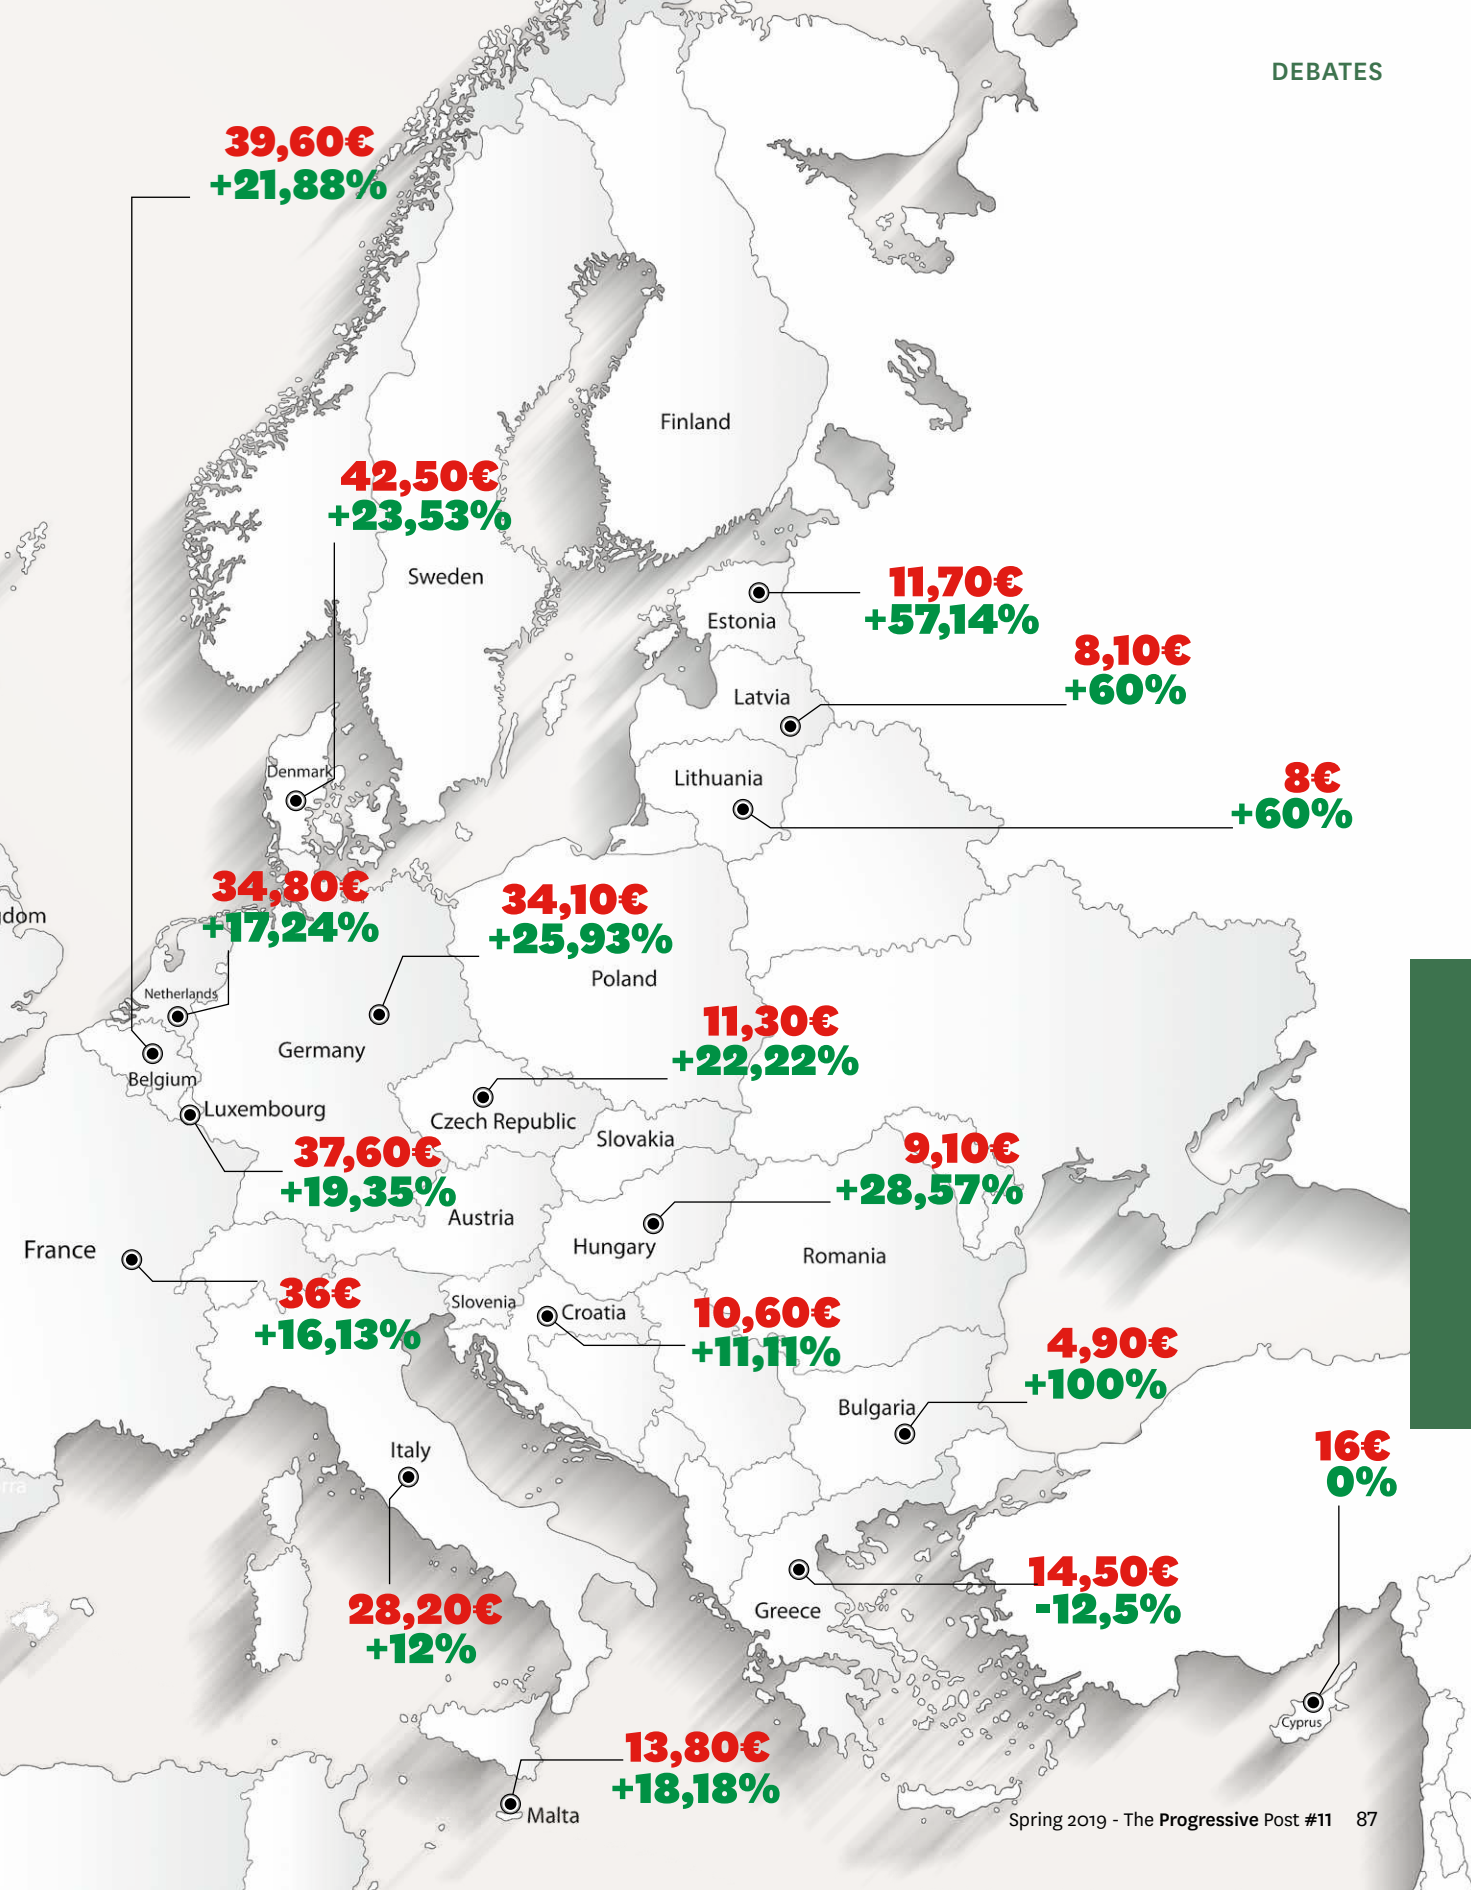 DEBATES
39,60€
+21,88%
Finland
42,50€
+23,53%
Sweden
11,70€
+57,14%
Estonia
8,10€
+60%
Latvia
Denmark
Lithuania
8€
+60%
34,80€
+17,24%
34,10€
+25,93%
dom
Poland
Netherlands
11,30€
+22,22%
Germany
Belgium
Luxembourg
Czech Republic
Slovakia
37,60€
+19,35%
9,10€
+28,57%
Austria
France
Hungary
Romania
36€
+16,13%
Slovenia
Croatia
10,60€
+11,11%
4,90€
+100%
Bulgaria
Italy
16€
0%
rra
14,50€
-12,5%
28,20€
+12%
Greece
Cyprus
13,80€
+18,18%
Malta
Spring 2019 - The Progressive Post #11 87